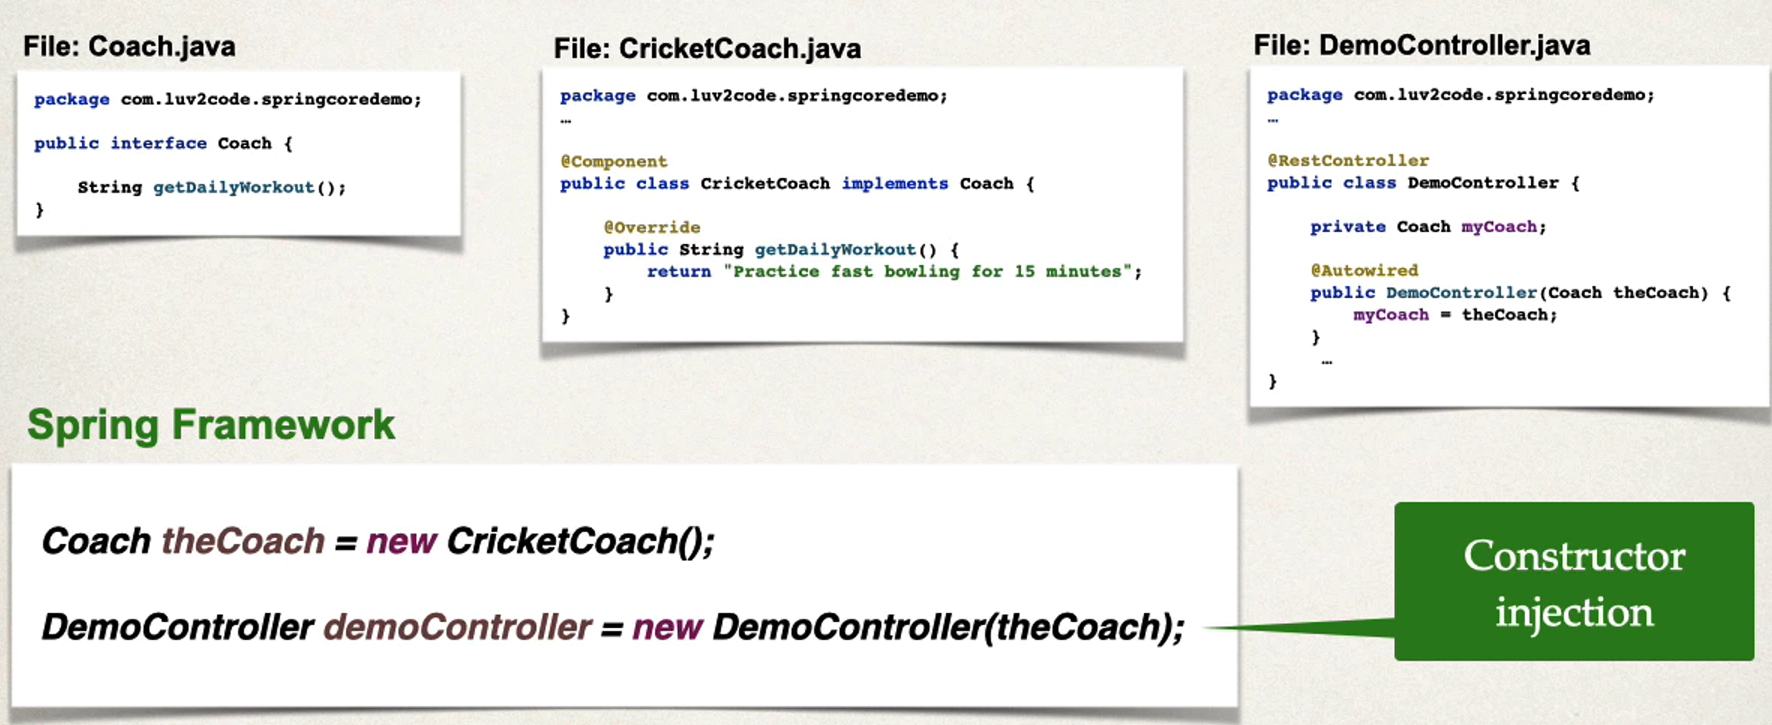 File: Coach.java
package com.luv2code.springcoredemo;
public interface Coach {
String getDailyWorkout();
}
File: CricketCoach.java
package com.luv2code.springcoredemo;
…
@Component
public class CricketCoach implements Coach {
@Override
public String getDailyWorkout() {
return "Practice fast bowling for 15 minutes";
}
}
File: DemoController.java
package com.luv2code.springcoredemo;
…
@RestController
public class DemoController {
private Coach myCoach;
@Autowired
public DemoController(Coach theCoach) {
myCoach = theCoach;
}
…
}
Spring Framework
Coach theCoach = new CricketCoach();
DemoController demoController = new DemoController(theCoach);
Constructor
injection